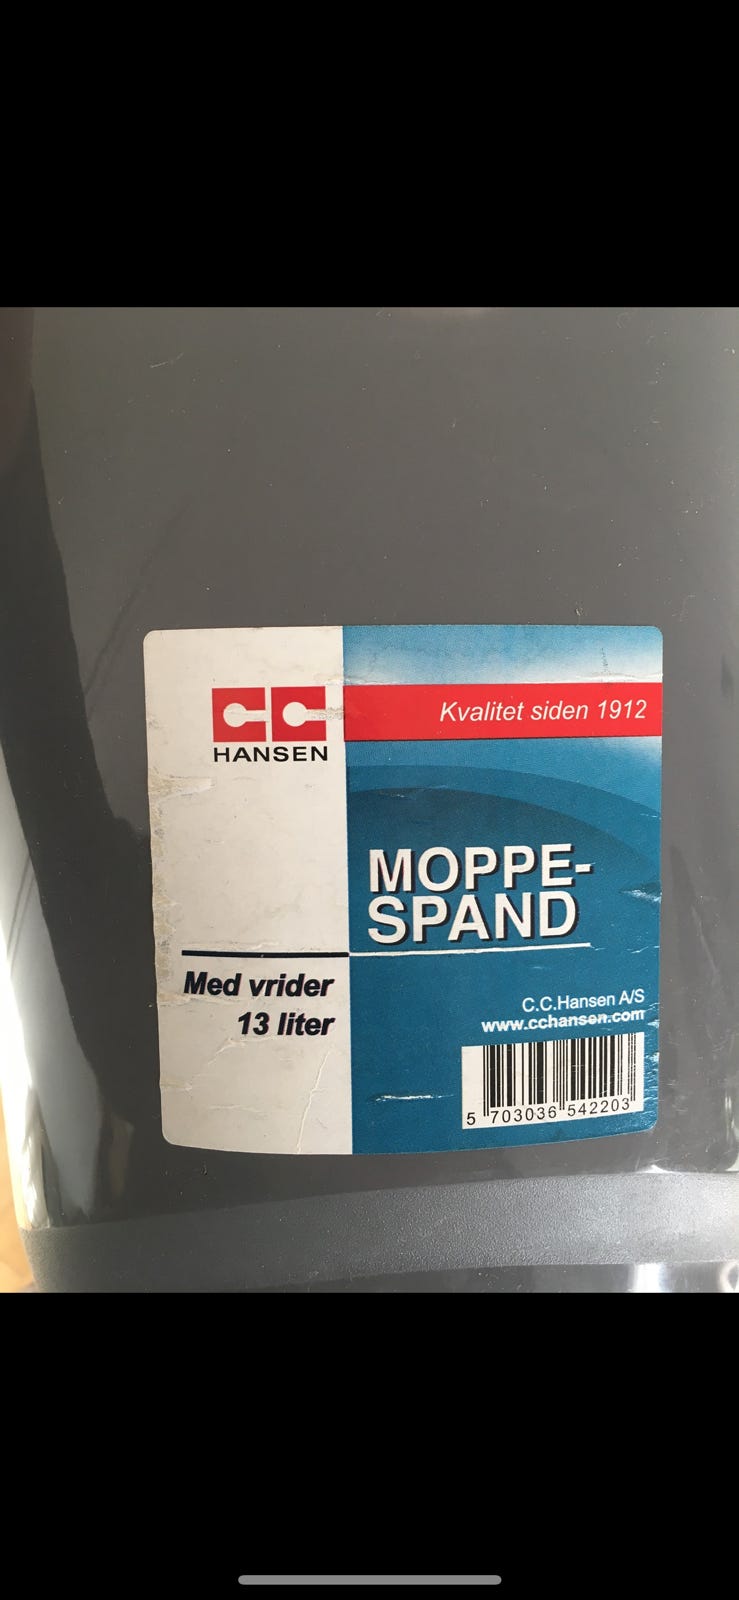 CC
HANSEN
Kvalitet siden 1912
MOPPE-
SPAND
Med vrider
13 liter
C.C.Hansen A/S
www.cchansen.com
5 703036 542203